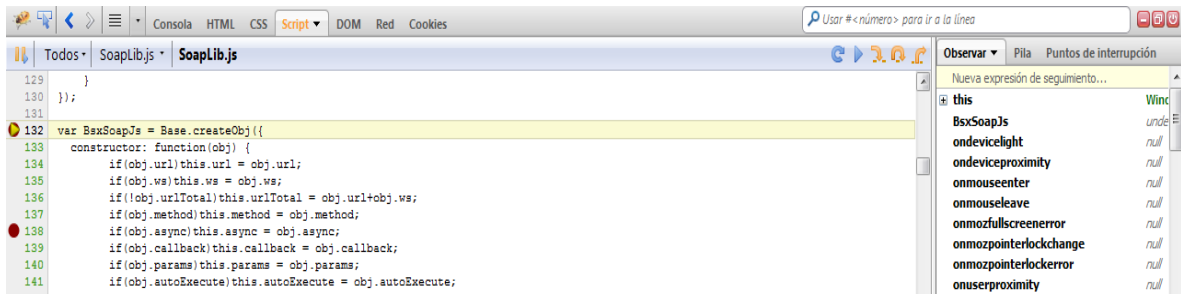 Consola HTML CSS Script DOM Red Cookies
Usar #<número> para ir a la línea
Todos SoapLib.js SoapLib.js
Observar Pila Puntos de interrupción
129 }
130 });
131
132 var BsxSoapJs = Base.createObj({
133 constructor: function(obj) {
134 if(obj.url)this.url = obj.url;
135 if(obj.ws)this.ws = obj.ws;
136 if(!obj.urlTotal)this.urlTotal = obj.url+obj.ws;
137 if(obj.method)this.method = obj.method;
138 if(obj.async)this.async = obj.async;
139 if(obj.callback)this.callback = obj.callback;
140 if(obj.params)this.params = obj.params;
141 if(obj.autoExecute)this.autoExecute = obj.autoExecute;
Nueva expresión de seguimiento...
this Winc
BsxSoapJs unde
ondevicelight null
ondeviceproximity null
onmouseenter null
onmouseleave null
onmozfullscreenerror null
onmozpointerlockchange null
onmozpointerlockerror null
onuserproximity null